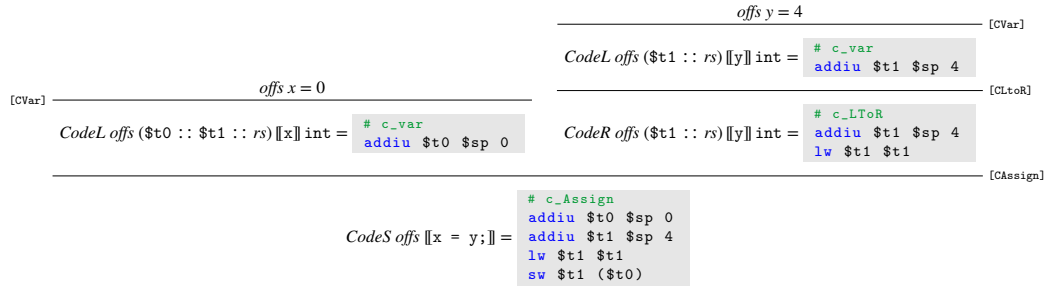 offs y = 4
[CVar]
CodeL offs ($t1 :: rs) ⟦y⟧ int =
# c_var
addiu $t1 $sp 4
[CLtoR]
offs x = 0
[CVar]
CodeL offs ($t0 :: $t1 :: rs) ⟦x⟧ int =
# c_var
addiu $t0 $sp 0
CodeR offs ($t1 :: rs) ⟦y⟧ int =
# c_LToR
addiu $t1 $sp 4
lw $t1 $t1
[CAssign]
CodeS offs ⟦x = y;⟧ =
# c_Assign
addiu $t0 $sp 0
addiu $t1 $sp 4
lw $t1 $t1
sw $t1 ($t0)